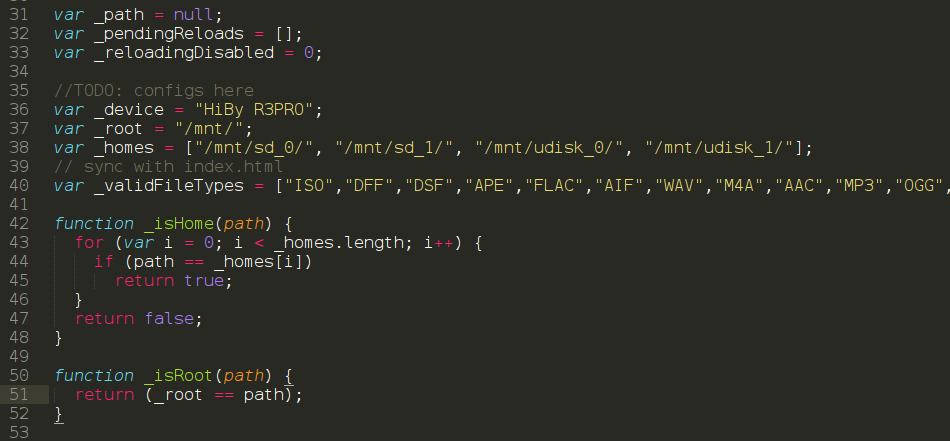 31 var _path = null;
32 var _pendingReloads = [];
33 var _reloadingDisabled = 0;
34
35 //TODO: configs here
36 var _device = "HiBy R3PRO";
37 var _root = "/mnt/";
38 var _homes = ["/mnt/sd_0/", "/mnt/sd_1/", "/mnt/udisk_0/", "/mnt/udisk_1/"];
39 // sync with index.html
40 var _validFileTypes = ["ISO","DFF","DSF","APE","FLAC","AIF","WAV","M4A","AAC","MP3","OGG",
41
42 function _isHome(path) {
43   for (var i = 0; i < _homes.length; i++) {
44     if (path == _homes[i])
45       return true;
46   }
47   return false;
48 }
49
50 function _isRoot(path) {
51   return (_root == path);
52 }
53